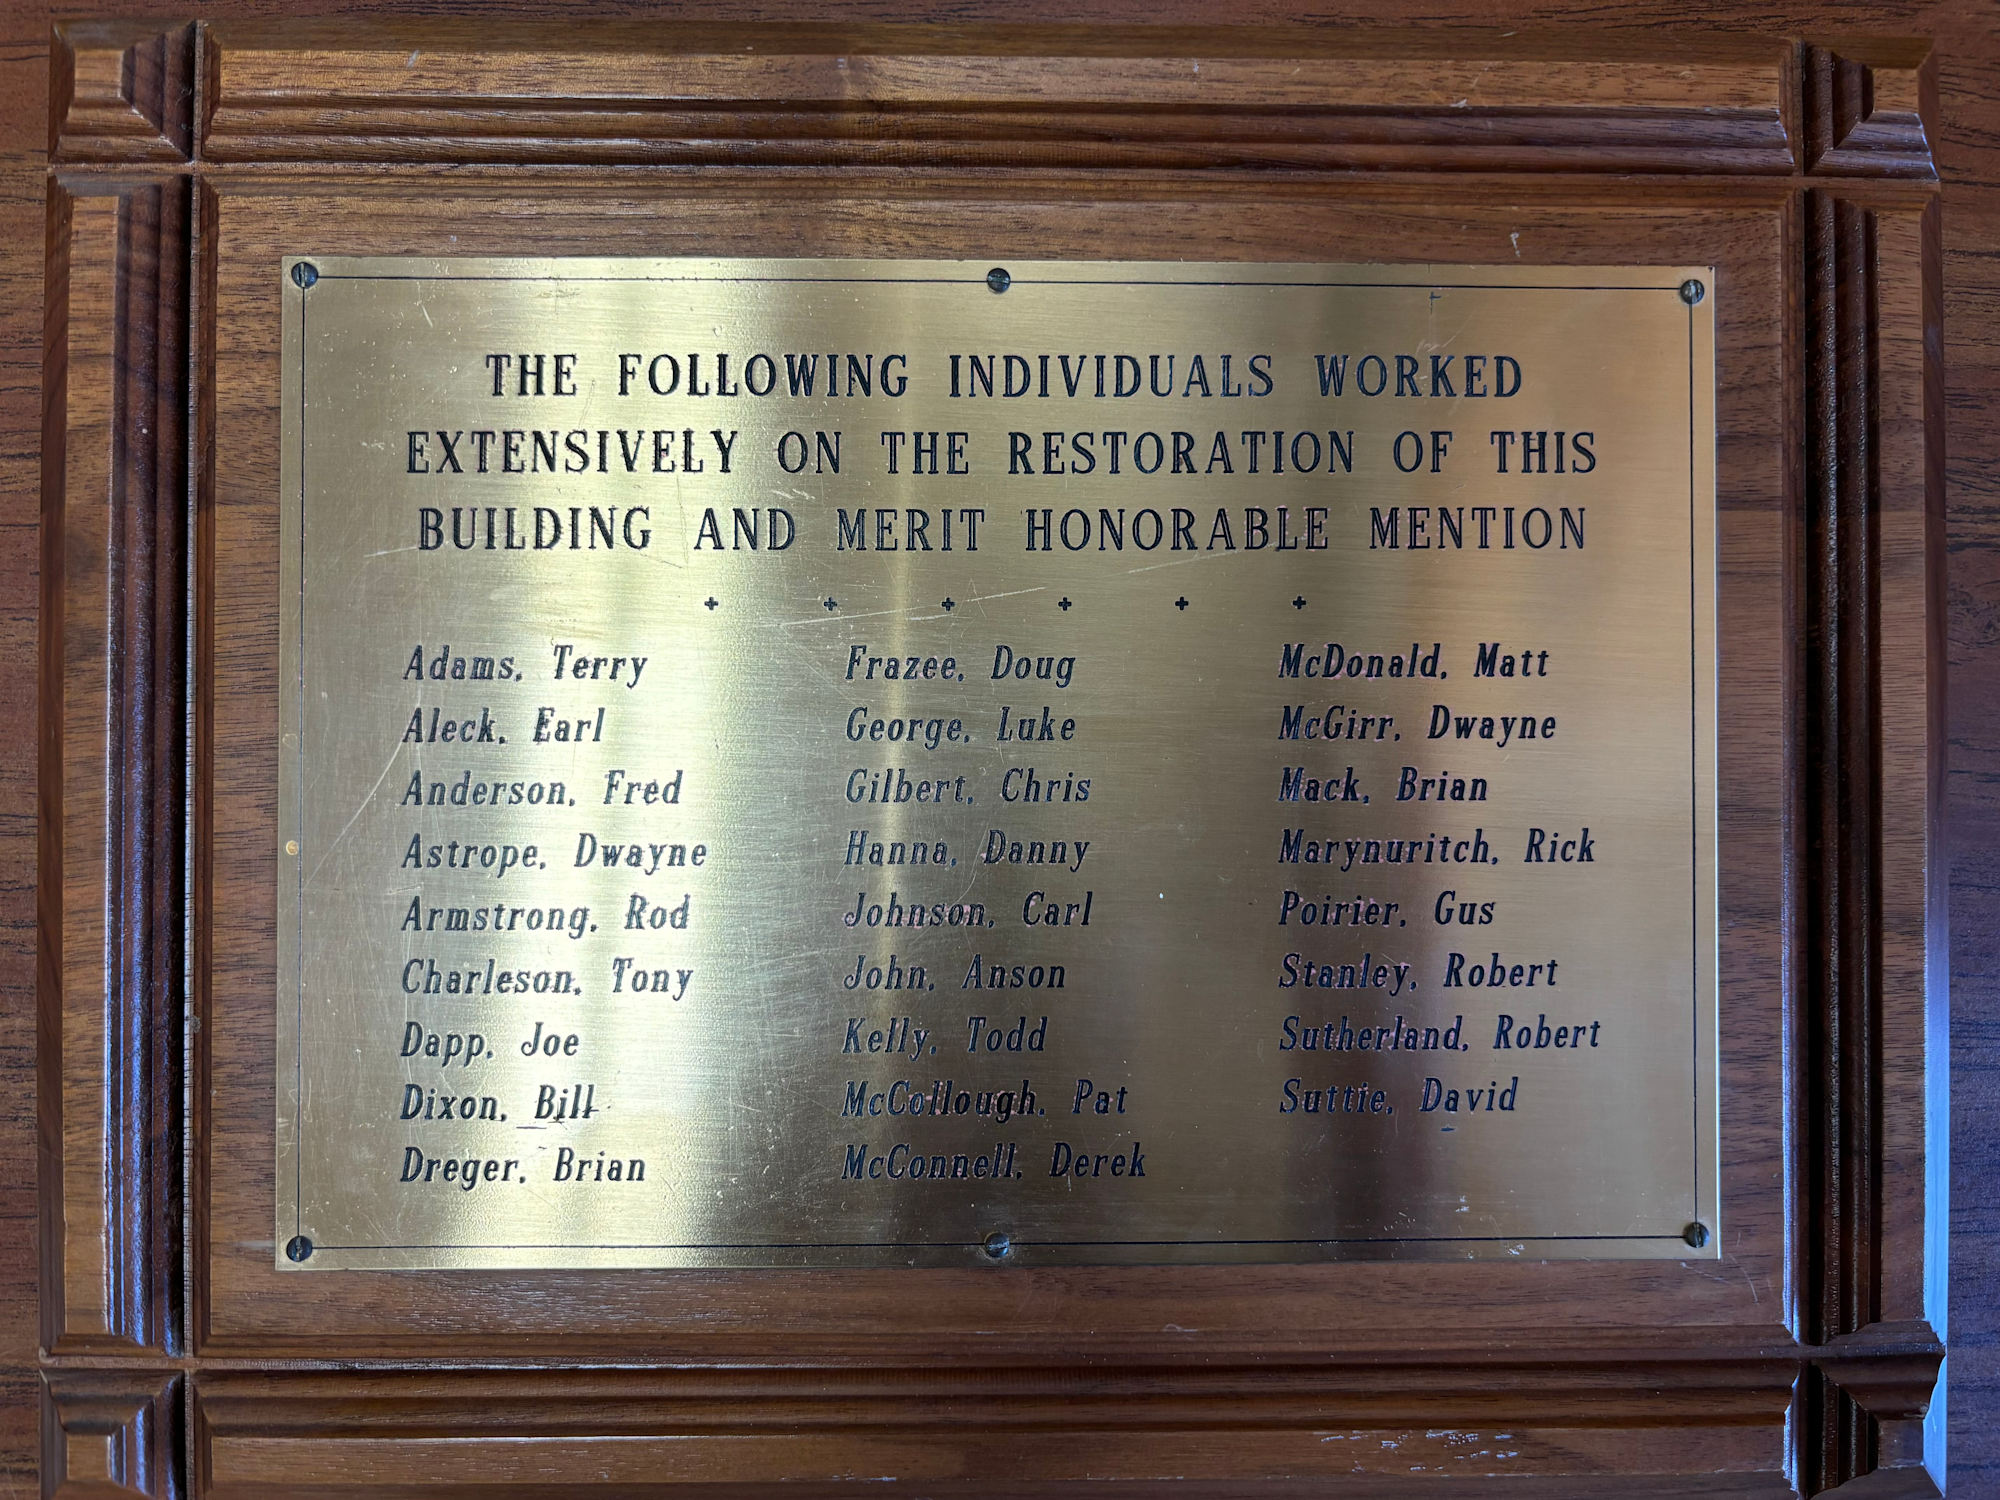 THE FOLLOWING INDIVIDUALS WORKED
EXTENSIVELY ON THE RESTORATION OF THIS
BUILDING AND MERIT HONORABLE MENTION
Adams, Terry
Aleck, Earl
Anderson, Fred
Astrope, Dwayne
Armstrong, Rod
Charleson, Tony
Dapp, Joe
Dixon, Bill
Dreger, Brian
Frazee, Doug
George, Luke
Gilbert, Chris
Hanna, Danny
Johnson, Carl
John, Anson
Kelly, Todd
McCollough, Pat
McConnell, Derek
McDonald, Matt
McGirr, Dwayne
Mack, Brian
Marynuritch, Rick
Poirier, Gus
Stanley, Robert
Sutherland, Robert
Suttie, David